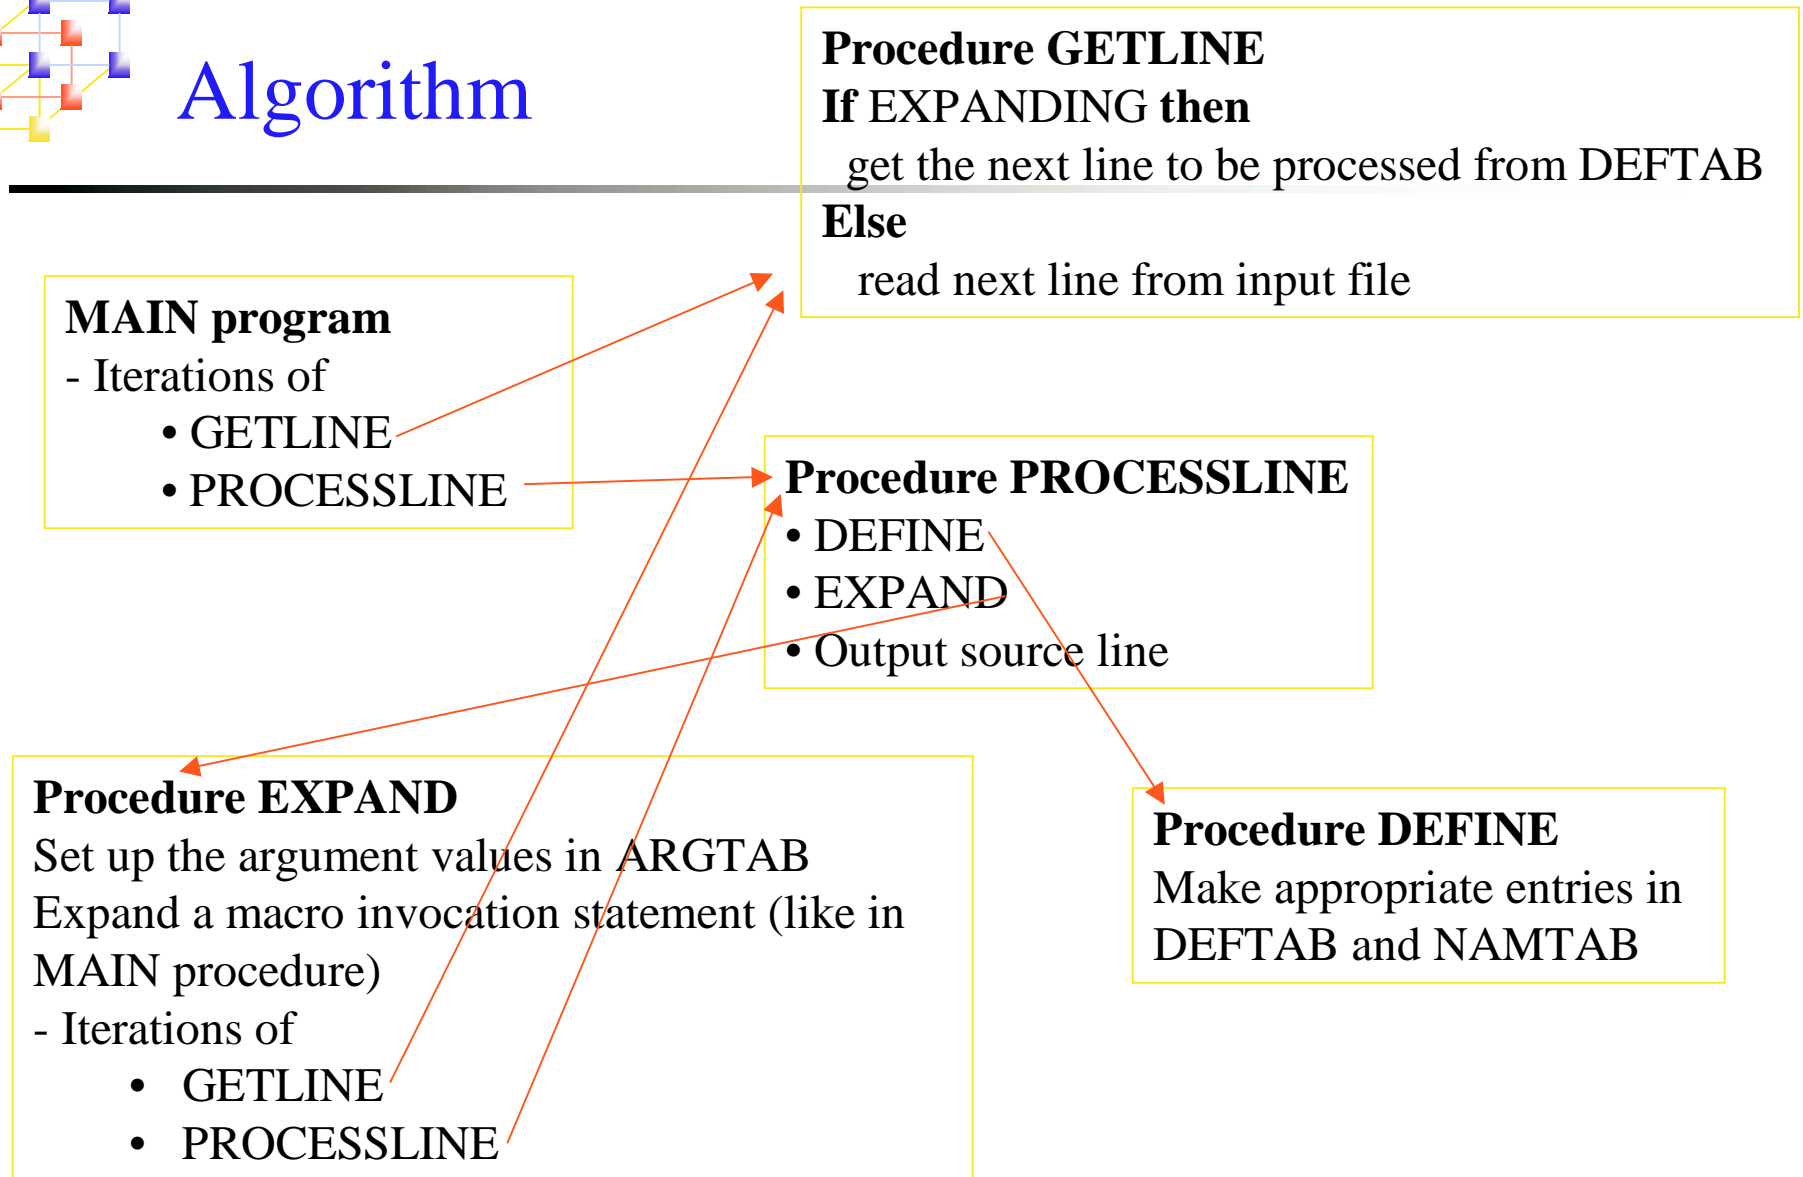 Algorithm
Procedure GETLINE
If EXPANDING then
get the next line to be processed from DEFTAB
Else
read next line from input file
MAIN program
- Iterations of
• GETLINE
• PROCESSLINE
Procedure PROCESSLINE
• DEFINE
• EXPAND
• Output source line
Procedure EXPAND
Set up the argument values in ARGTAB
Expand a macro invocation statement (like in
MAIN procedure)
- Iterations of
• GETLINE
• PROCESSLINE
Procedure DEFINE
Make appropriate entries in
DEFTAB and NAMTAB